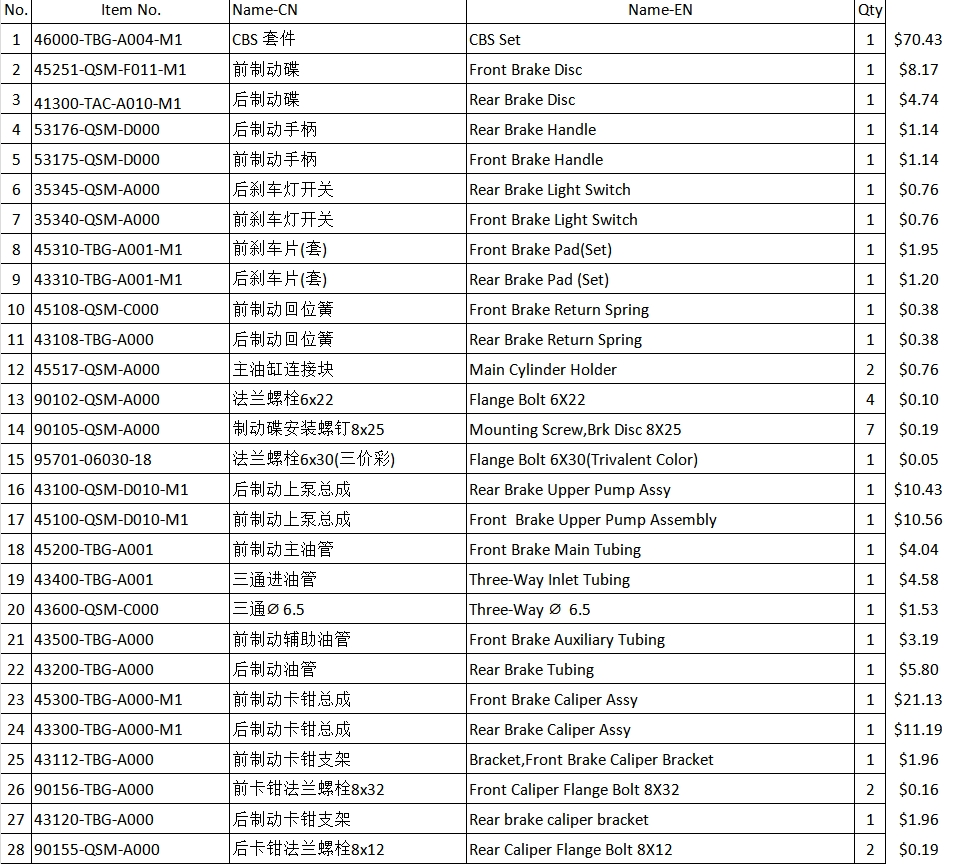 No. Item No. Name-CN Name-EN Qty
1 46000-TBG-A004-M1 CBS 套件 CBS Set 1 $70.43
2 45251-QSM-F011-M1 前制动碟 Front Brake Disc 1 $8.17
3 41300-TAC-A010-M1 后制动碟 Rear Brake Disc 1 $4.74
4 53176-QSM-D000 后制动手柄 Rear Brake Handle 1 $1.14
5 53175-QSM-D000 前制动手柄 Front Brake Handle 1 $1.14
6 35345-QSM-A000 后刹车灯开关 Rear Brake Light Switch 1 $0.76
7 35340-QSM-A000 前刹车灯开关 Front Brake Light Switch 1 $0.76
8 45310-TBG-A001-M1 前刹车片(套) Front Brake Pad(Set) 1 $1.95
9 43310-TBG-A001-M1 后刹车片(套) Rear Brake Pad (Set) 1 $1.20
10 45108-QSM-C000 前制动回位簧 Front Brake Return Spring 1 $0.38
11 43108-TBG-A000 后制动回位簧 Rear Brake Return Spring 1 $0.38
12 45517-QSM-A000 主油缸连接块 Main Cylinder Holder 2 $0.76
13 90102-QSM-A000 法兰螺栓6x22 Flange Bolt 6X22 4 $0.10
14 90105-QSM-A000 制动碟安装螺钉8x25 Mounting Screw,Brk Disc 8X25 7 $0.19
15 95701-06030-18 法兰螺栓6x30(三价彩) Flange Bolt 6X30(Trivalent Color) 1 $0.05
16 43100-QSM-D010-M1 后制动上泵总成 Rear Brake Upper Pump Assy 1 $10.43
17 45100-QSM-D010-M1 前制动上泵总成 Front  Brake Upper Pump Assembly 1 $10.56
18 45200-TBG-A001 前制动主油管 Front Brake Main Tubing 1 $4.04
19 43400-TBG-A001 三通进油管 Three-Way Inlet Tubing 1 $4.58
20 43600-QSM-C000 三通∅ 6.5 Three-Way ∅  6.5 1 $1.53
21 43500-TBG-A000 前制动辅助油管 Front Brake Auxiliary Tubing 1 $3.19
22 43200-TBG-A000 后制动油管 Rear Brake Tubing 1 $5.80
23 45300-TBG-A000-M1 前制动卡钳总成 Front Brake Caliper Assy 1 $21.13
24 43300-TBG-A000-M1 后制动卡钳总成 Rear Brake Caliper Assy 1 $11.19
25 43112-TBG-A000 前制动卡钳支架 Bracket,Front Brake Caliper Bracket 1 $1.96
26 90156-TBG-A000 前卡钳法兰螺栓8x32 Front Caliper Flange Bolt 8X32 2 $0.16
27 43120-TBG-A000 后制动卡钳支架 Rear brake caliper bracket 1 $1.96
28 90155-QSM-A000 后卡钳法兰螺栓8x12 Rear Caliper Flange Bolt 8X12 2 $0.19